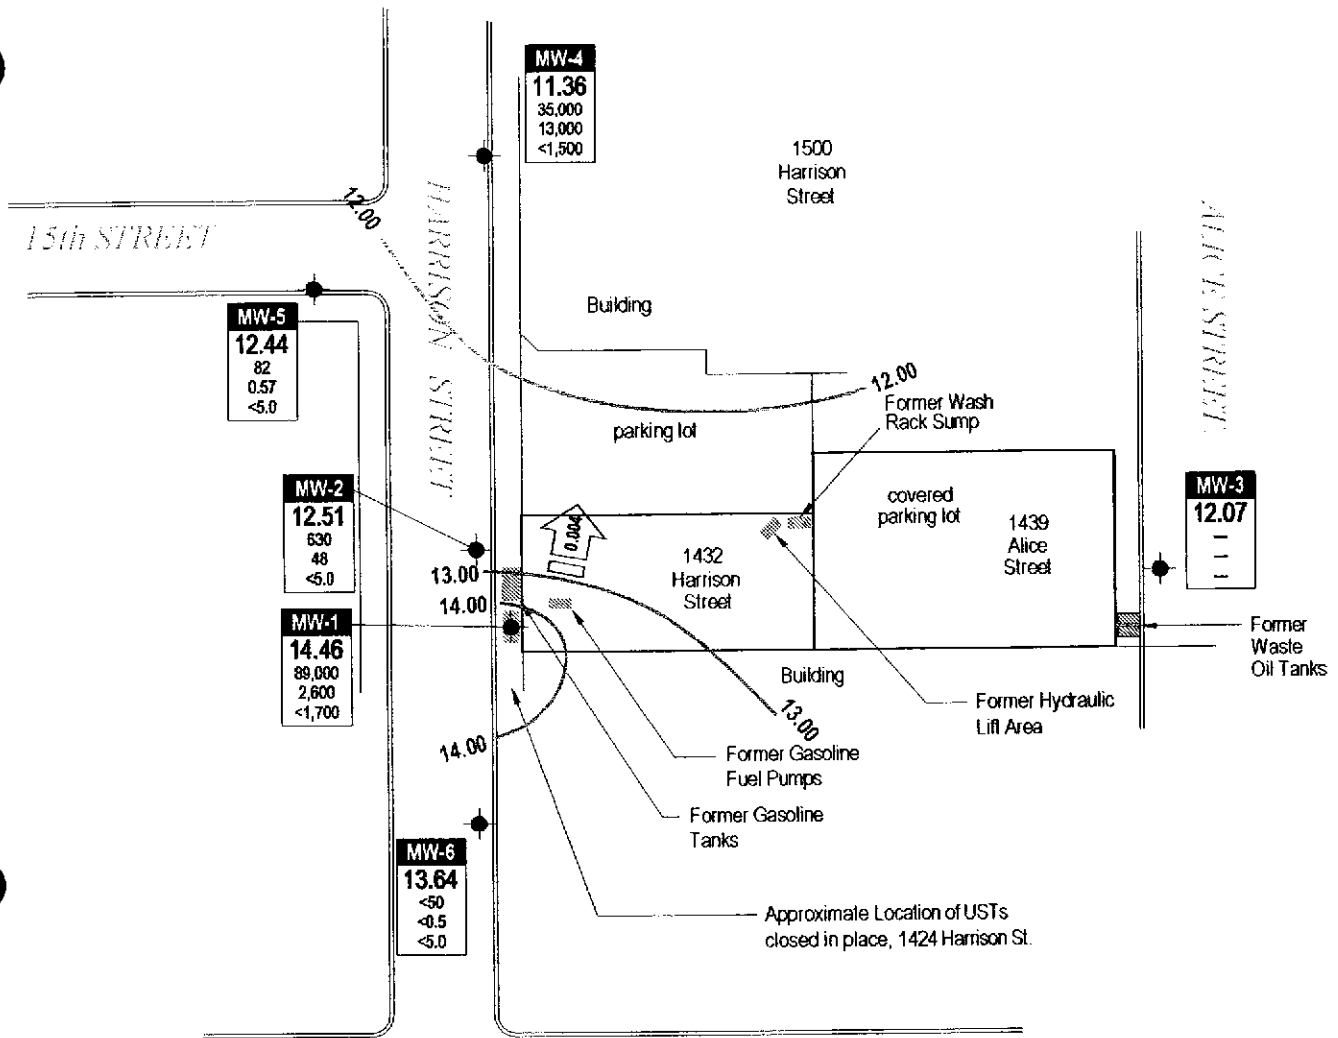 MW-4
11.36
35,000
13,000
<1,500
1500
Harrison
Street
12.00
15th STREET
HARRISON STREET
ALICE STREET
Building
MW-5
12.44
82
0.57
<5.0
12.00
Former Wash
Rack Sump
parking lot
MW-2
12.51
630
48
<5.0
covered
parking lot
1439
Alice
Street
MW-3
12.07
–
–
–
0.004
1432
Harrison
Street
13.00
14.00
MW-1
14.46
89,000
2,600
<1,700
Former
Waste
Oil Tanks
Building
Former Hydraulic
Lift Area
13.00
14.00
Former Gasoline
Fuel Pumps
Former Gasoline
Tanks
MW-6
13.64
<50
<0.5
<5.0
Approximate Location of USTs
closed in place, 1424 Harrison St.